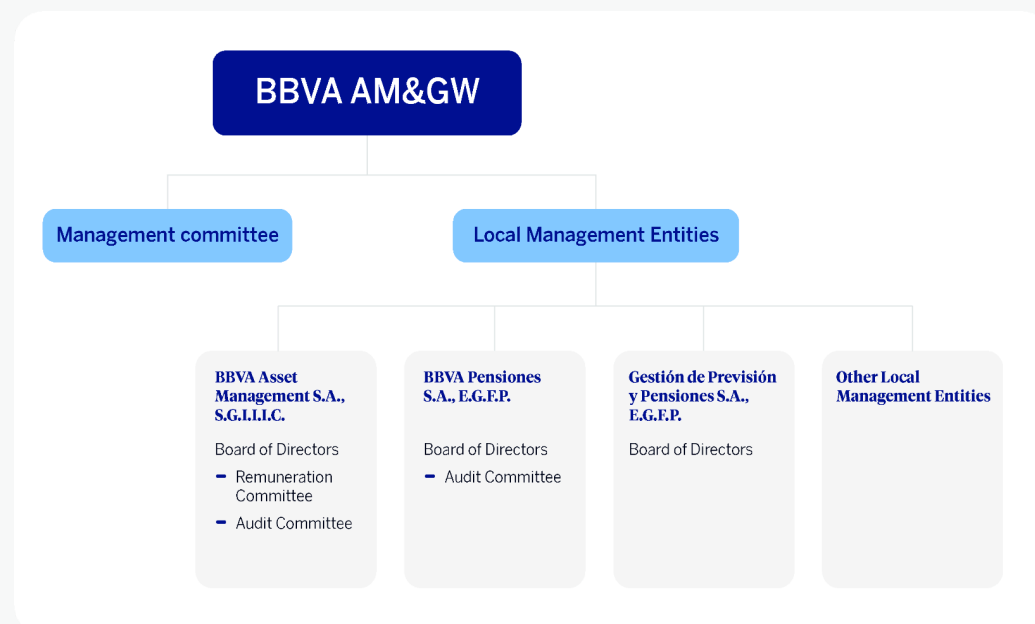 BBVA AM&GW
Management committee
Local Management Entities
BBVA Asset
Management S.A.,
S.G.I.I.I.C.
Board of Directors
Remuneration
Committee
Audit Committee
BBVA Pensiones
S.A., E.G.F.P.
Board of Directors
Audit Committee
Gestión de Previsión
y Pensiones S.A.,
E.G.F.P.
Board of Directors
Other Local
Management Entities